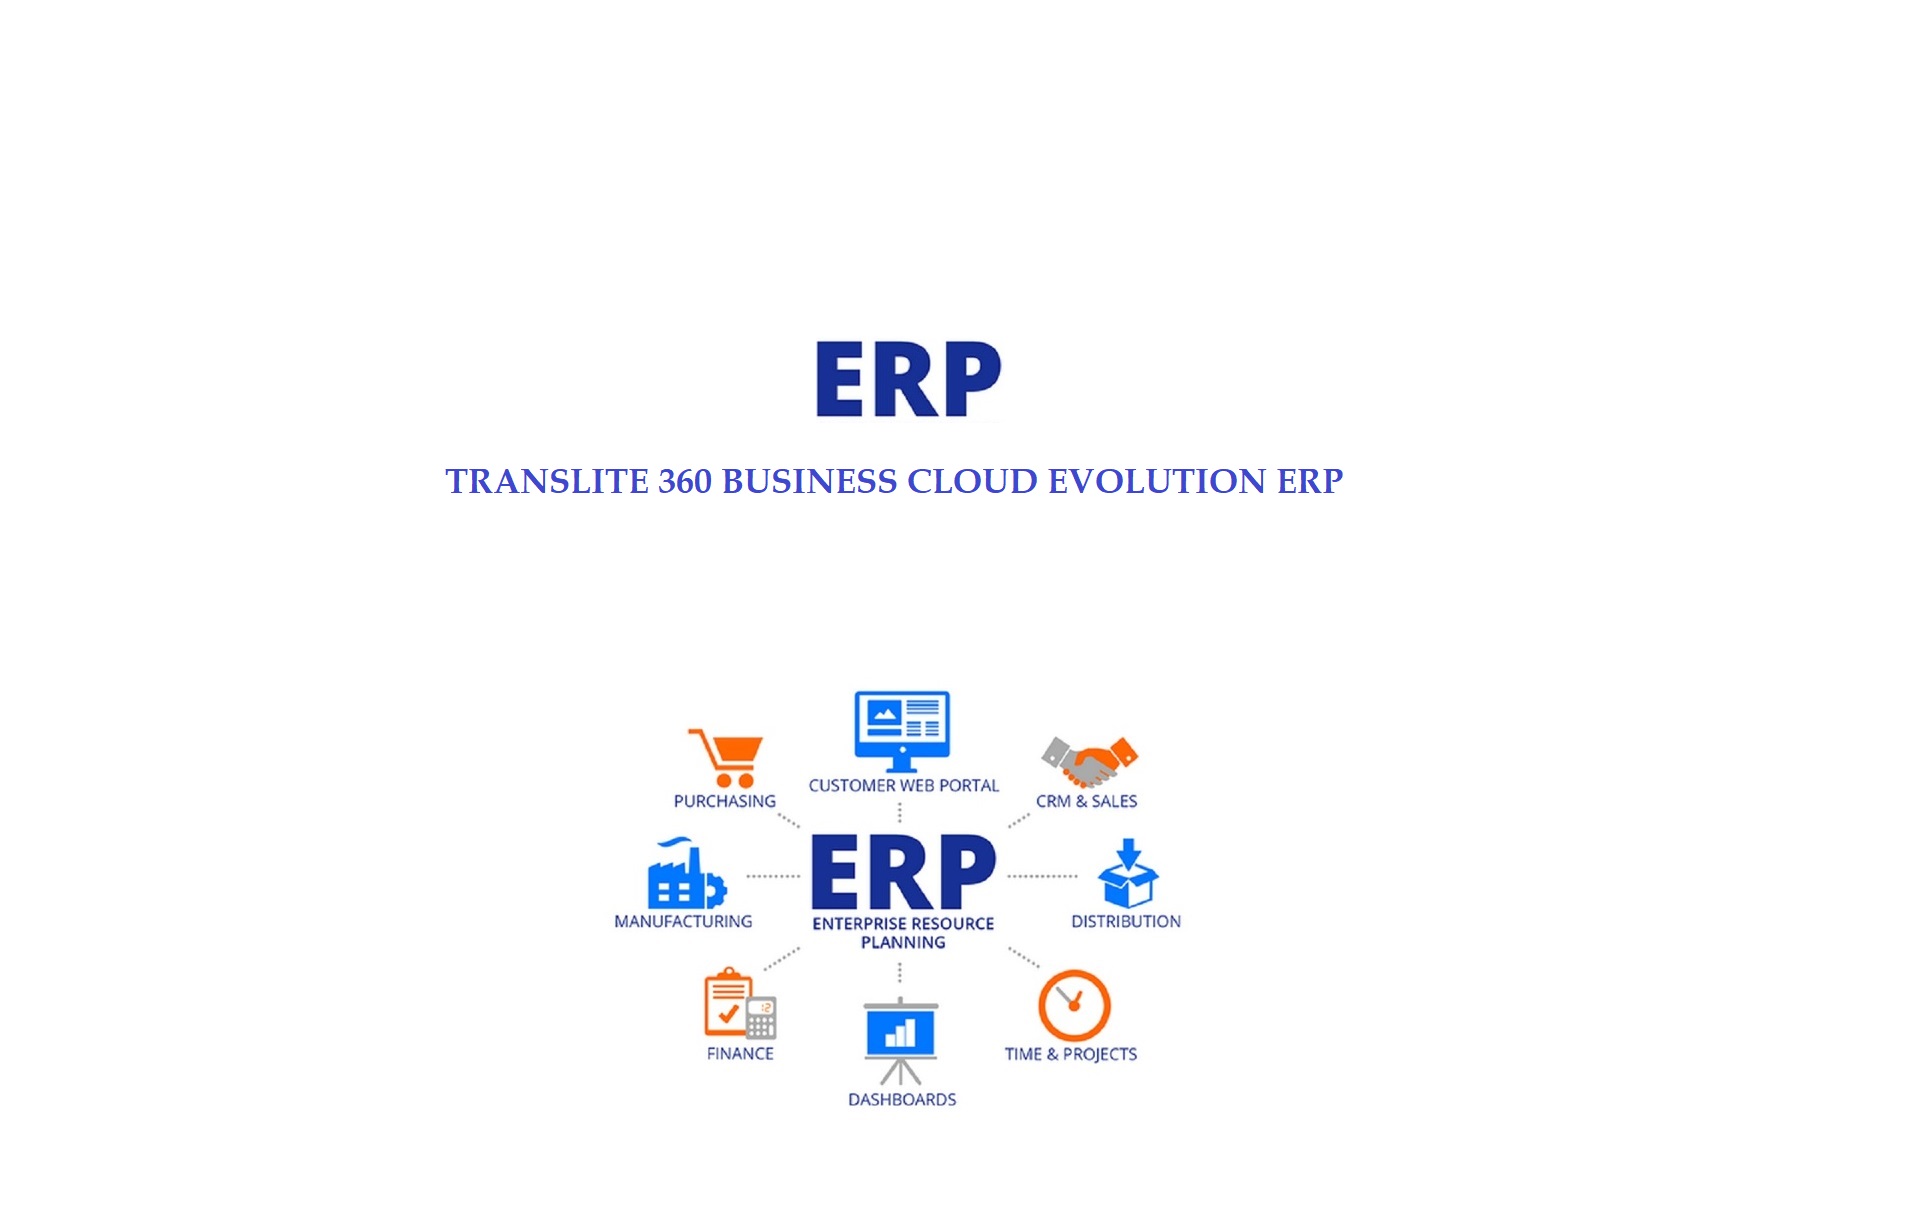 ERP
TRANSLITE 360 BUSINESS CLOUD EVOLUTION ERP
CUSTOMER WEB PORTAL
PURCHASING
CRM & SALES
ERP
ENTERPRISE RESOURCE
PLANNING
MANUFACTURING
DISTRIBUTION
12
FINANCE
TIME & PROJECTS
DASHBOARDS